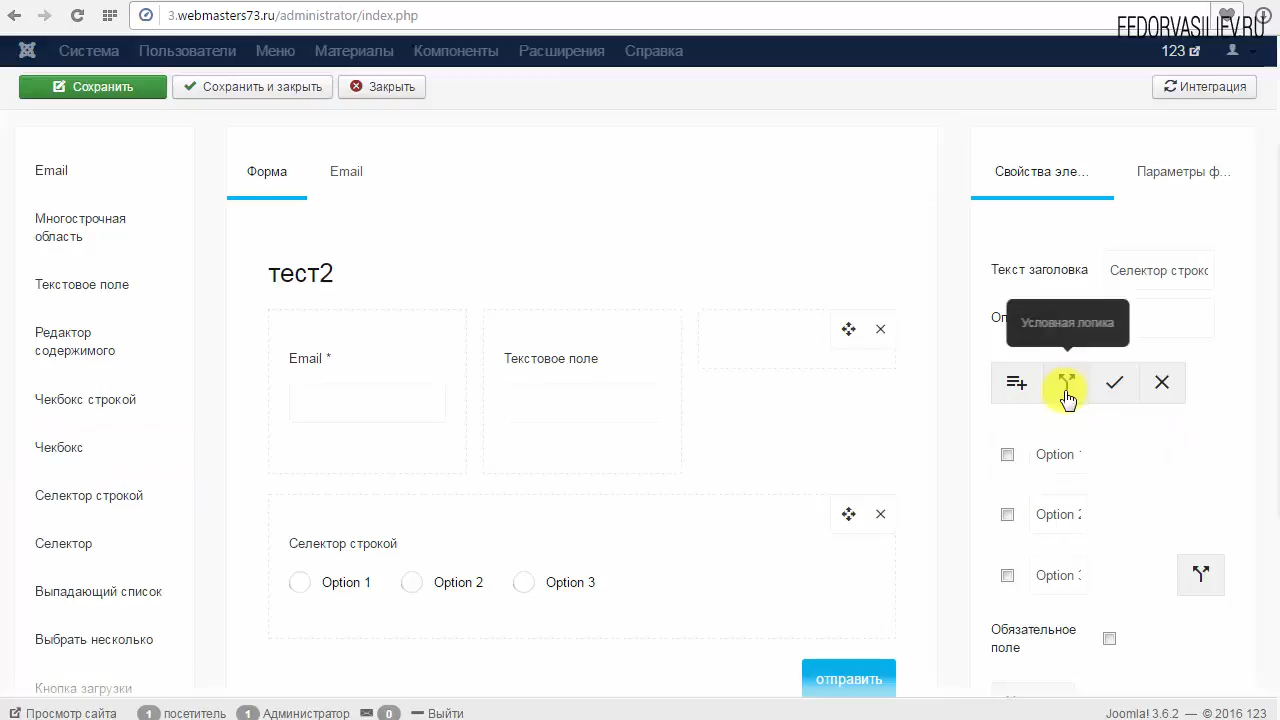 3.webmasters73.ru/administrator/index.php
FEDORVASILIEV.RU
Система Пользователи Меню Материалы Компоненты Расширения Справка 123
Сохранить Сохранить и закрыть Закрыть Интеграция
Email
Многострочная
область
Текстовое поле
Редактор
содержимого
Чекбокс строкой
Чекбокс
Селектор строкой
Селектор
Выпадающий список
Выбрать несколько
Кнопка загрузки
Форма Email
тест2
Email * Текстовое поле
Селектор строкой
Option 1 Option 2 Option 3
отправить
Свойства эле... Параметры ф...
Текст заголовка Селектор строкс
Оп
Условная логика
Option
Option 2
Option
Обязательное
поле
Просмотр сайта 1 посетитель 1 Администратор 0 Выйти Joomla! 3.6.2 — © 2016 123